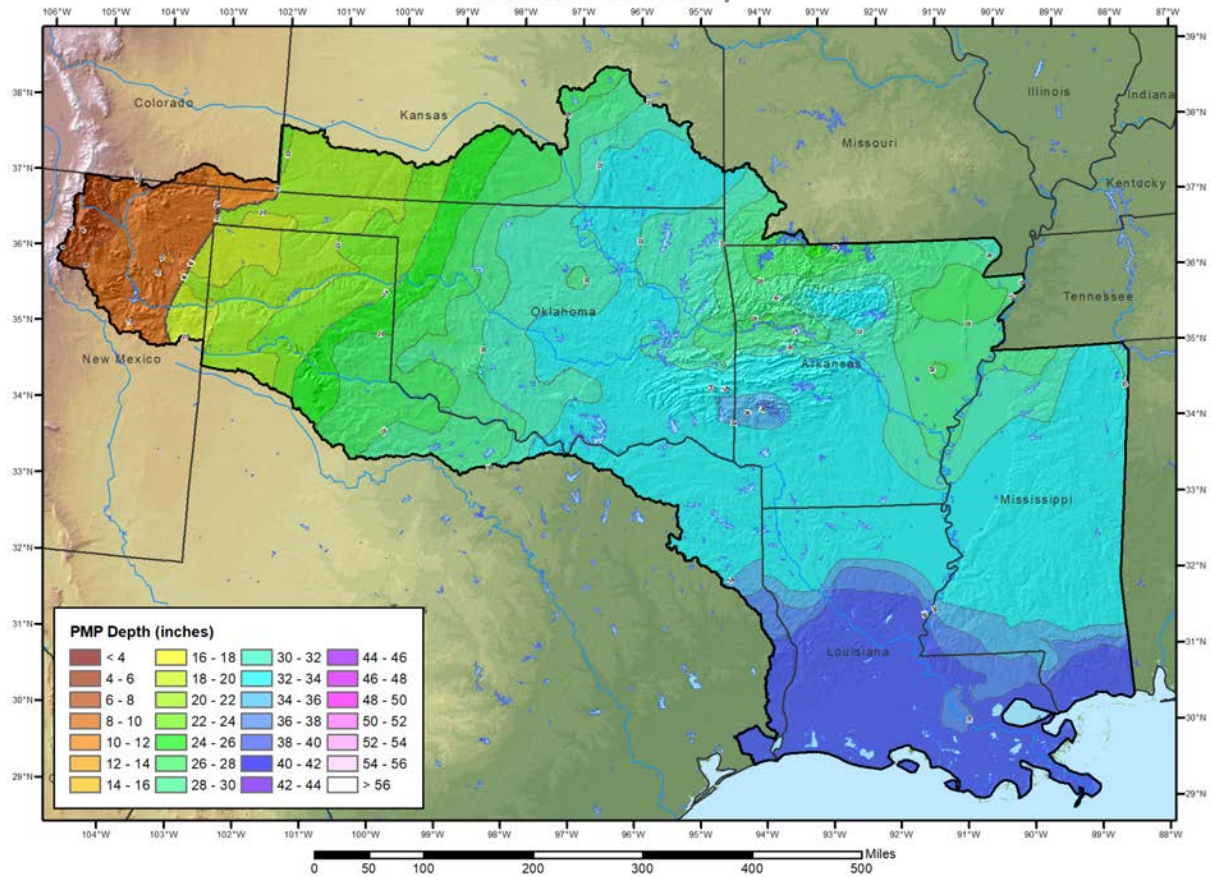 106°W 105°W 104°W 103°W 102°W 101°W 100°W 99°W 98°W 97°W 96°W 95°W 94°W 93°W 92°W 91°W 90°W 89°W 88°W 87°W
39°N
38°N 38°N
37°N 37°N
36°N 36°N
35°N 35°N
34°N 34°N
33°N 33°N
32°N 32°N
31°N 31°N
30°N 30°N
29°N 29°N
Colorado
Kansas
Missouri
Illinois
Indiana
Kentucky
Tennessee
Oklahoma
Arkansas
New Mexico
Mississippi
Louisiana
PMP Depth (inches)
< 4 16 - 18 30 - 32 44 - 46
4 - 6 18 - 20 32 - 34 46 - 48
6 - 8 20 - 22 34 - 36 48 - 50
8 - 10 22 - 24 36 - 38 50 - 52
10 - 12 24 - 26 38 - 40 52 - 54
12 - 14 26 - 28 40 - 42 54 - 56
14 - 16 28 - 30 42 - 44 > 56
104°W 103°W 102°W 101°W 100°W 99°W 98°W 97°W 96°W 95°W 94°W 93°W 92°W 91°W 90°W 89°W 88°W
Miles
0 50 100 200 300 400 500